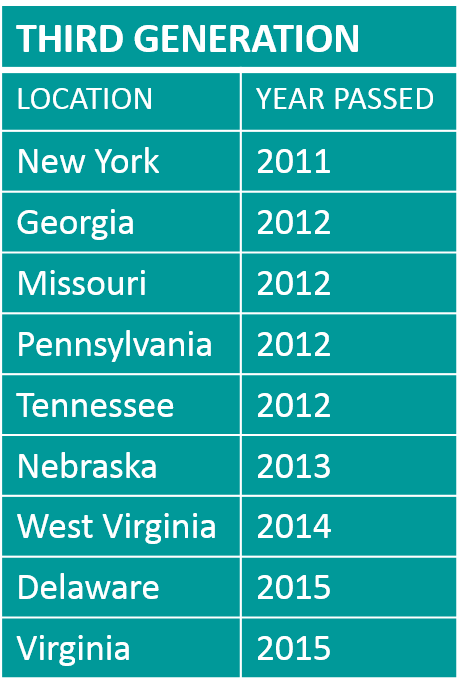 THIRD GENERATION
LOCATION YEAR PASSED
New York 2011
Georgia 2012
Missouri 2012
Pennsylvania 2012
Tennessee 2012
Nebraska 2013
West Virginia 2014
Delaware 2015
Virginia 2015